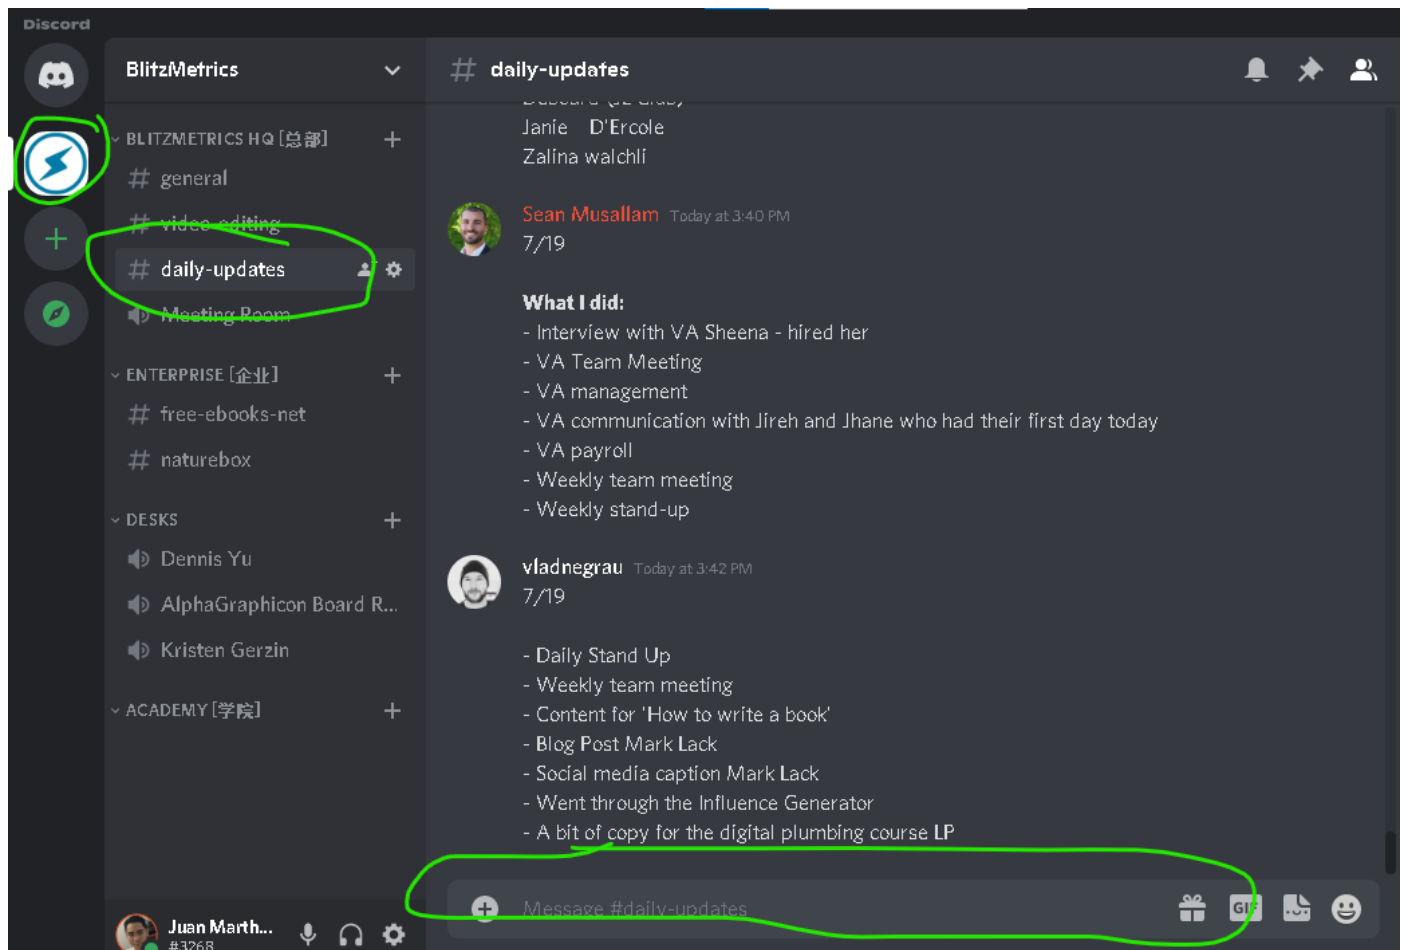 Discord
BlitzMetrics
BLITZMETRICS HQ [总部]
# general
# video-editing
# daily-updates
Meeting Room
ENTERPRISE [企业]
# free-ebooks-net
# naturebox
DESKS
Dennis Yu
AlphaGraphicon Board R...
Kristen Gerzin
ACADEMY [学院]
Juan Marth...
#3268
# daily-updates
Janie D'Ercole
Zalina walchli
Sean Musallam Today at 3:40 PM
7/19
What I did:
- Interview with VA Sheena - hired her
- VA Team Meeting
- VA management
- VA communication with Jireh and Jhane who had their first day today
- VA payroll
- Weekly team meeting
- Weekly stand-up
vladnegrau Today at 3:42 PM
7/19
- Daily Stand Up
- Weekly team meeting
- Content for 'How to write a book'
- Blog Post Mark Lack
- Social media caption Mark Lack
- Went through the Influence Generator
- A bit of copy for the digital plumbing course LP
Message #daily-updates
GIF